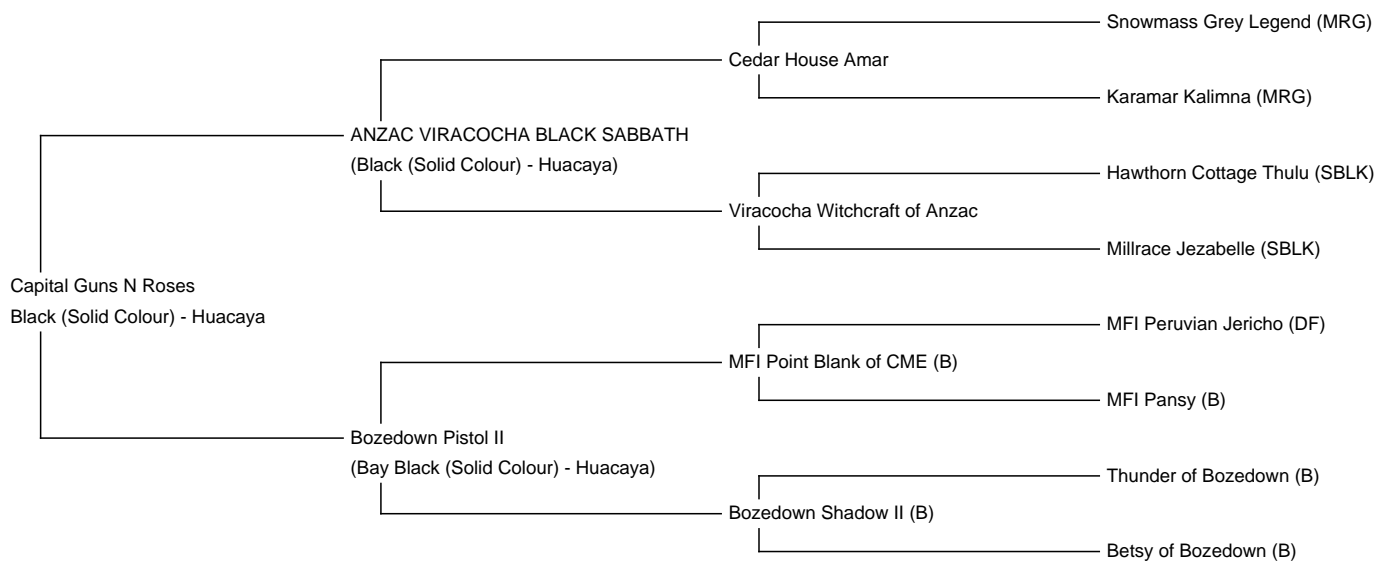 Snowmass Grey Legend (MRG)
Cedar House Amar
Karamar Kalimna (MRG)
ANZAC VIRACOCHA BLACK SABBATH
(Black (Solid Colour) - Huacaya)
Hawthorn Cottage Thulu (SBLK)
Viracocha Witchcraft of Anzac
Millrace Jezabelle (SBLK)
Capital Guns N Roses
Black (Solid Colour) - Huacaya
MFI Peruvian Jericho (DF)
MFI Point Blank of CME (B)
MFI Pansy (B)
Bozedown Pistol II
(Bay Black (Solid Colour) - Huacaya)
Thunder of Bozedown (B)
Bozedown Shadow II (B)
Betsy of Bozedown (B)